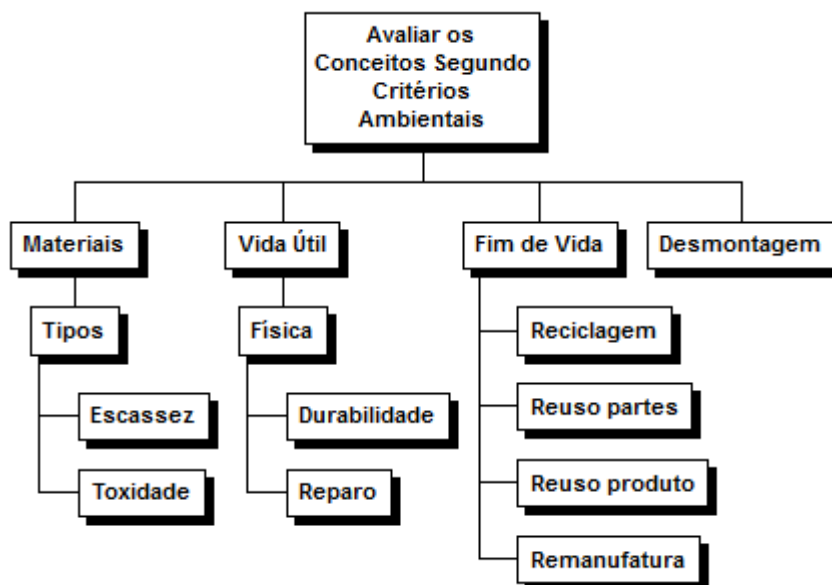 Avaliar os
Conceitos Segundo
Critérios
Ambientais
Materiais
Vida Útil
Fim de Vida
Desmontagem
Tipos
Física
Reciclagem
Escassez
Durabilidade
Reuso partes
Toxidade
Reparo
Reuso produto
Remanufatura